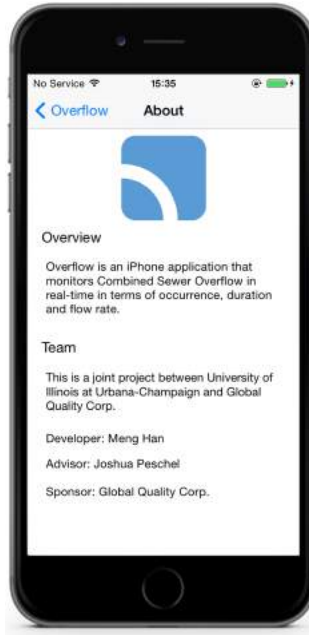 No Service 15:35
Overflow About
Overview
Overflow is an iPhone application that
monitors Combined Sewer Overflow in
real-time in terms of occurrence, duration
and flow rate.
Team
This is a joint project between University of
Illinois at Urbana-Champaign and Global
Quality Corp.
Developer: Meng Han
Advisor: Joshua Peschel
Sponsor: Global Quality Corp.